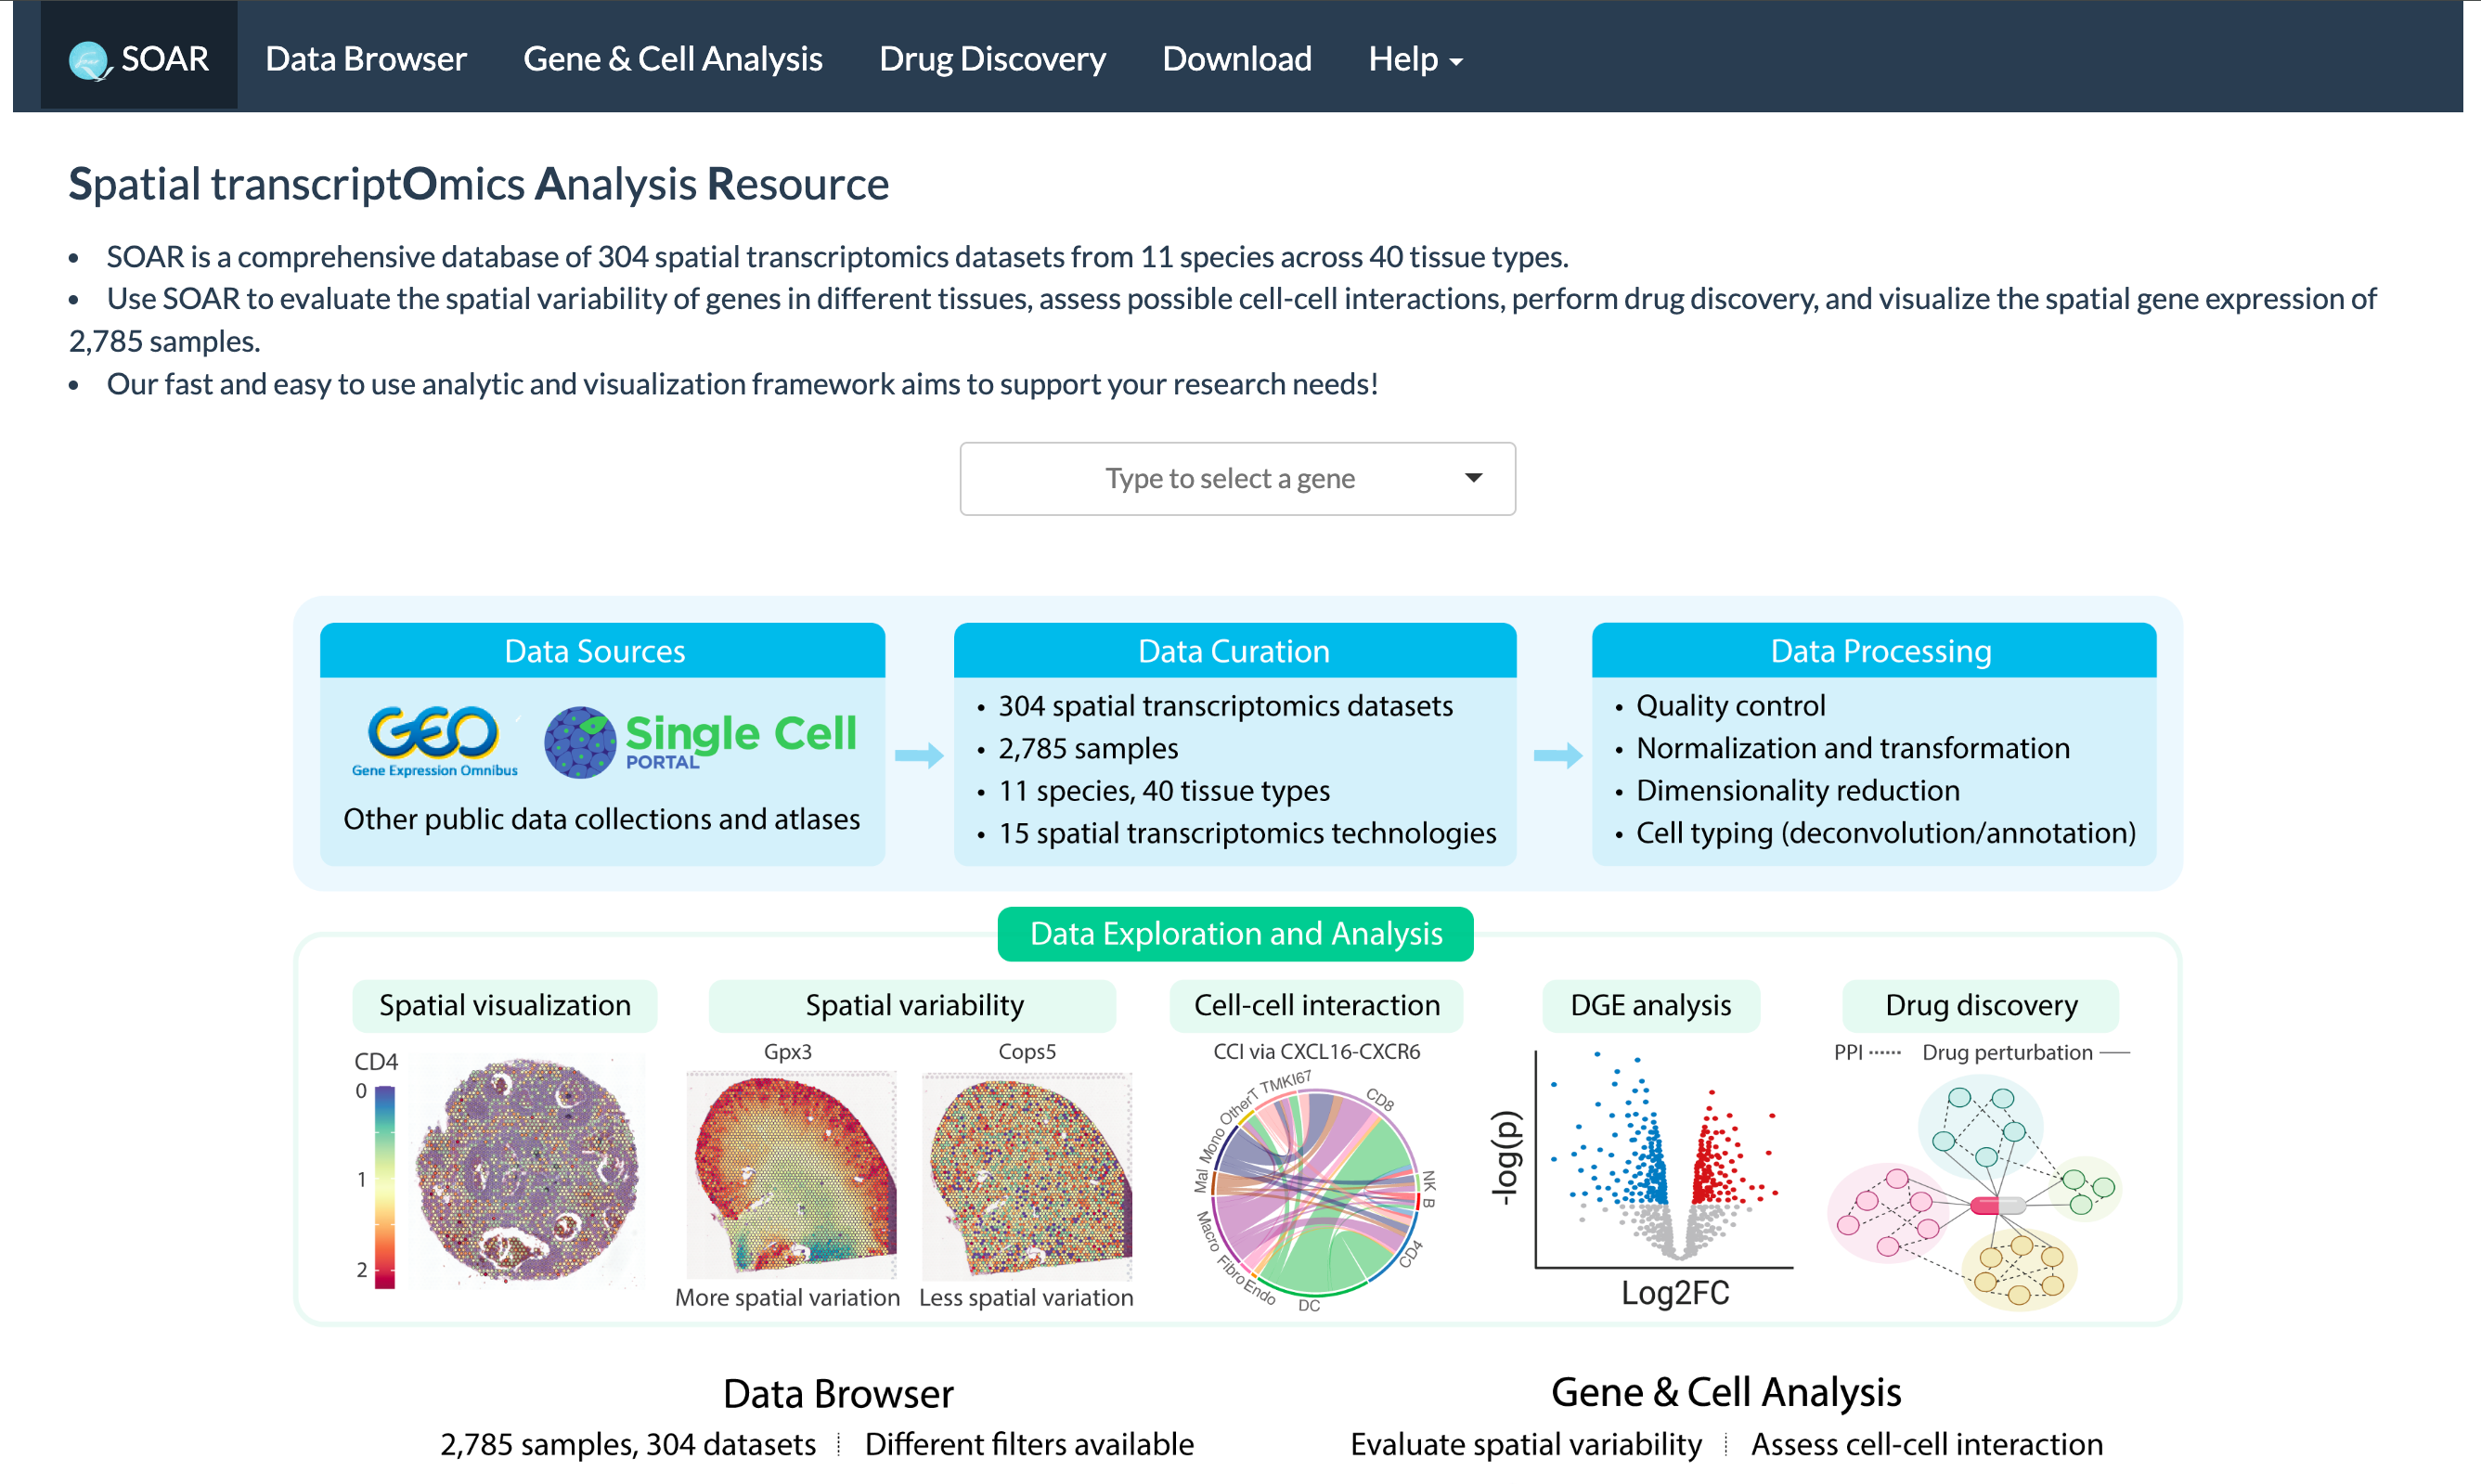 SOAR Data Browser Gene & Cell Analysis Drug Discovery Download Help
Spatial transcriptOmics Analysis Resource
• SOAR is a comprehensive database of 304 spatial transcriptomics datasets from 11 species across 40 tissue types.
• Use SOAR to evaluate the spatial variability of genes in different tissues, assess possible cell-cell interactions, perform drug discovery, and visualize the spatial gene expression of
2,785 samples.
• Our fast and easy to use analytic and visualization framework aims to support your research needs!
Type to select a gene
Data Sources
GEO
Gene Expression Omnibus
Single Cell
PORTAL
Other public data collections and atlases
Data Curation
• 304 spatial transcriptomics datasets
• 2,785 samples
• 11 species, 40 tissue types
• 15 spatial transcriptomics technologies
Data Processing
• Quality control
• Normalization and transformation
• Dimensionality reduction
• Cell typing (deconvolution/annotation)
Data Exploration and Analysis
Spatial visualization
CD4
0
1
2
Spatial variability
Gpx3
More spatial variation
Cops5
Less spatial variation
Cell-cell interaction
CCI via CXCL16-CXCR6
TMKI67
CD8
NK
B
CD4
DC
Endo
Fibro
Macro
Mal
Mono
OtherT
DGE analysis
-log(p)
Log2FC
Drug discovery
PPI Drug perturbation
Data Browser
2,785 samples, 304 datasets Different filters available
Gene & Cell Analysis
Evaluate spatial variability Assess cell-cell interaction